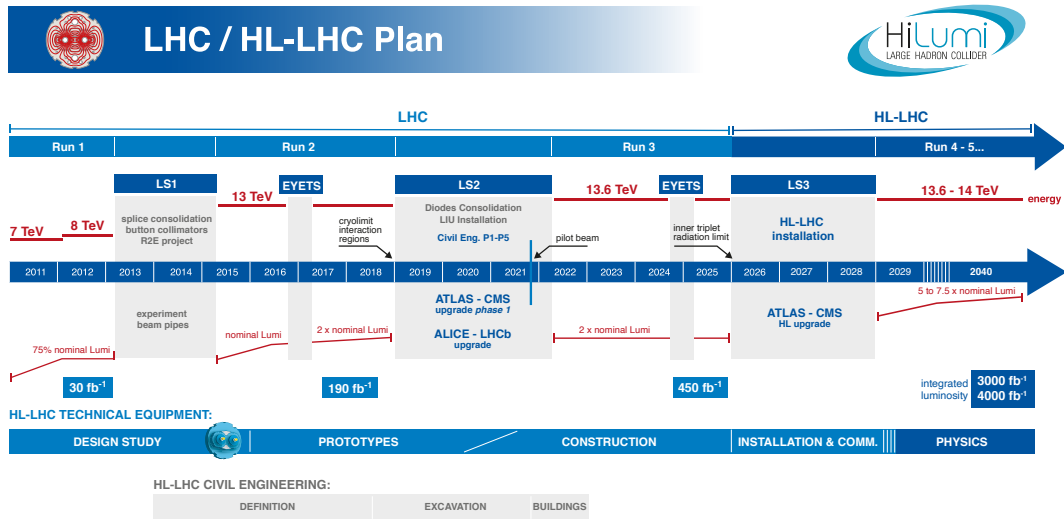 LHC / HL-LHC Plan
HiLumi
LARGE HADRON COLLIDER
LHC
HL-LHC
Run 1
Run 2
Run 3
Run 4 - 5...
LS1
EYETS
LS2
EYETS
LS3
13 TeV
13.6 TeV
13.6 - 14 TeV
energy
7 TeV
8 TeV
splice consolidation
button collimators
R2E project
cryolimit
interaction
regions
Diodes Consolidation
LIU Installation
Civil Eng. P1-P5
pilot beam
inner triplet
radiation limit
HL-LHC
installation
2011 2012 2013 2014 2015 2016 2017 2018 2019 2020 2021 2022 2023 2024 2025 2026 2027 2028 2029 2040
5 to 7.5 x nominal Lumi
experiment
beam pipes
ATLAS - CMS
upgrade phase 1
ALICE - LHCb
upgrade
ATLAS - CMS
HL upgrade
75% nominal Lumi
nominal Lumi
2 x nominal Lumi
2 x nominal Lumi
30 fb⁻¹
190 fb⁻¹
450 fb⁻¹
integrated
luminosity
3000 fb⁻¹
4000 fb⁻¹
HL-LHC TECHNICAL EQUIPMENT:
DESIGN STUDY
PROTOTYPES
CONSTRUCTION
INSTALLATION & COMM.
PHYSICS
HL-LHC CIVIL ENGINEERING:
DEFINITION
EXCAVATION
BUILDINGS